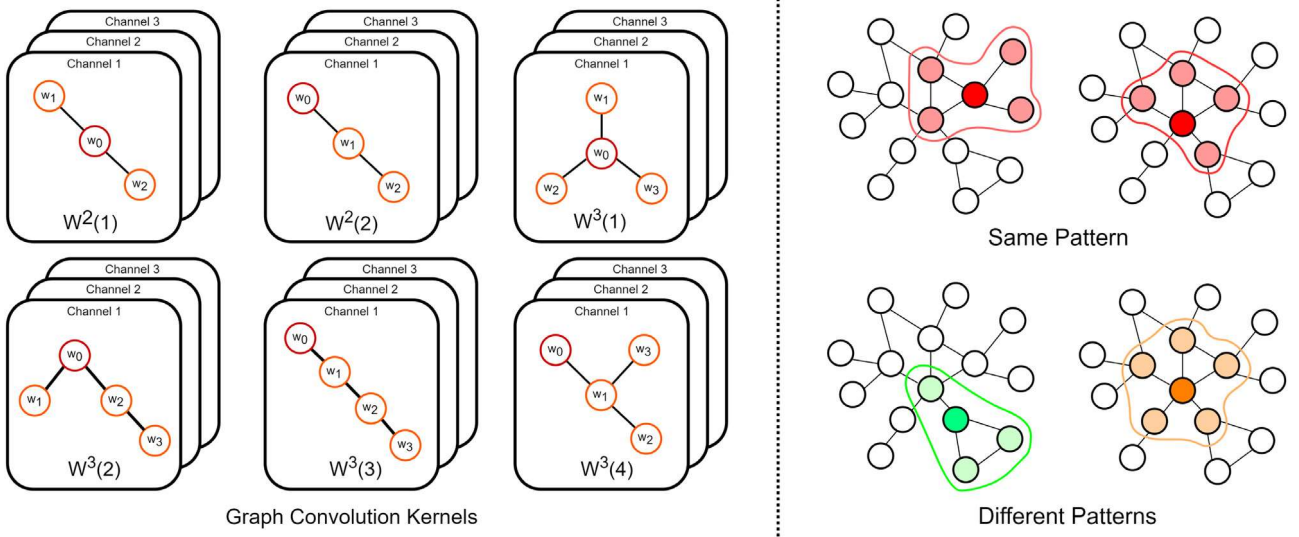 Channel 3
Channel 2
Channel 1
w1
w0
w2
W²(1)
Channel 3
Channel 2
Channel 1
w0
w1
w2
W²(2)
Channel 3
Channel 2
Channel 1
w1
w0
w2
w3
W³(1)
Channel 3
Channel 2
Channel 1
w0
w1
w2
w3
W³(2)
Channel 3
Channel 2
Channel 1
w0
w1
w2
w3
W³(3)
Channel 3
Channel 2
Channel 1
w0
w3
w1
w2
W³(4)
Graph Convolution Kernels
Same Pattern
Different Patterns